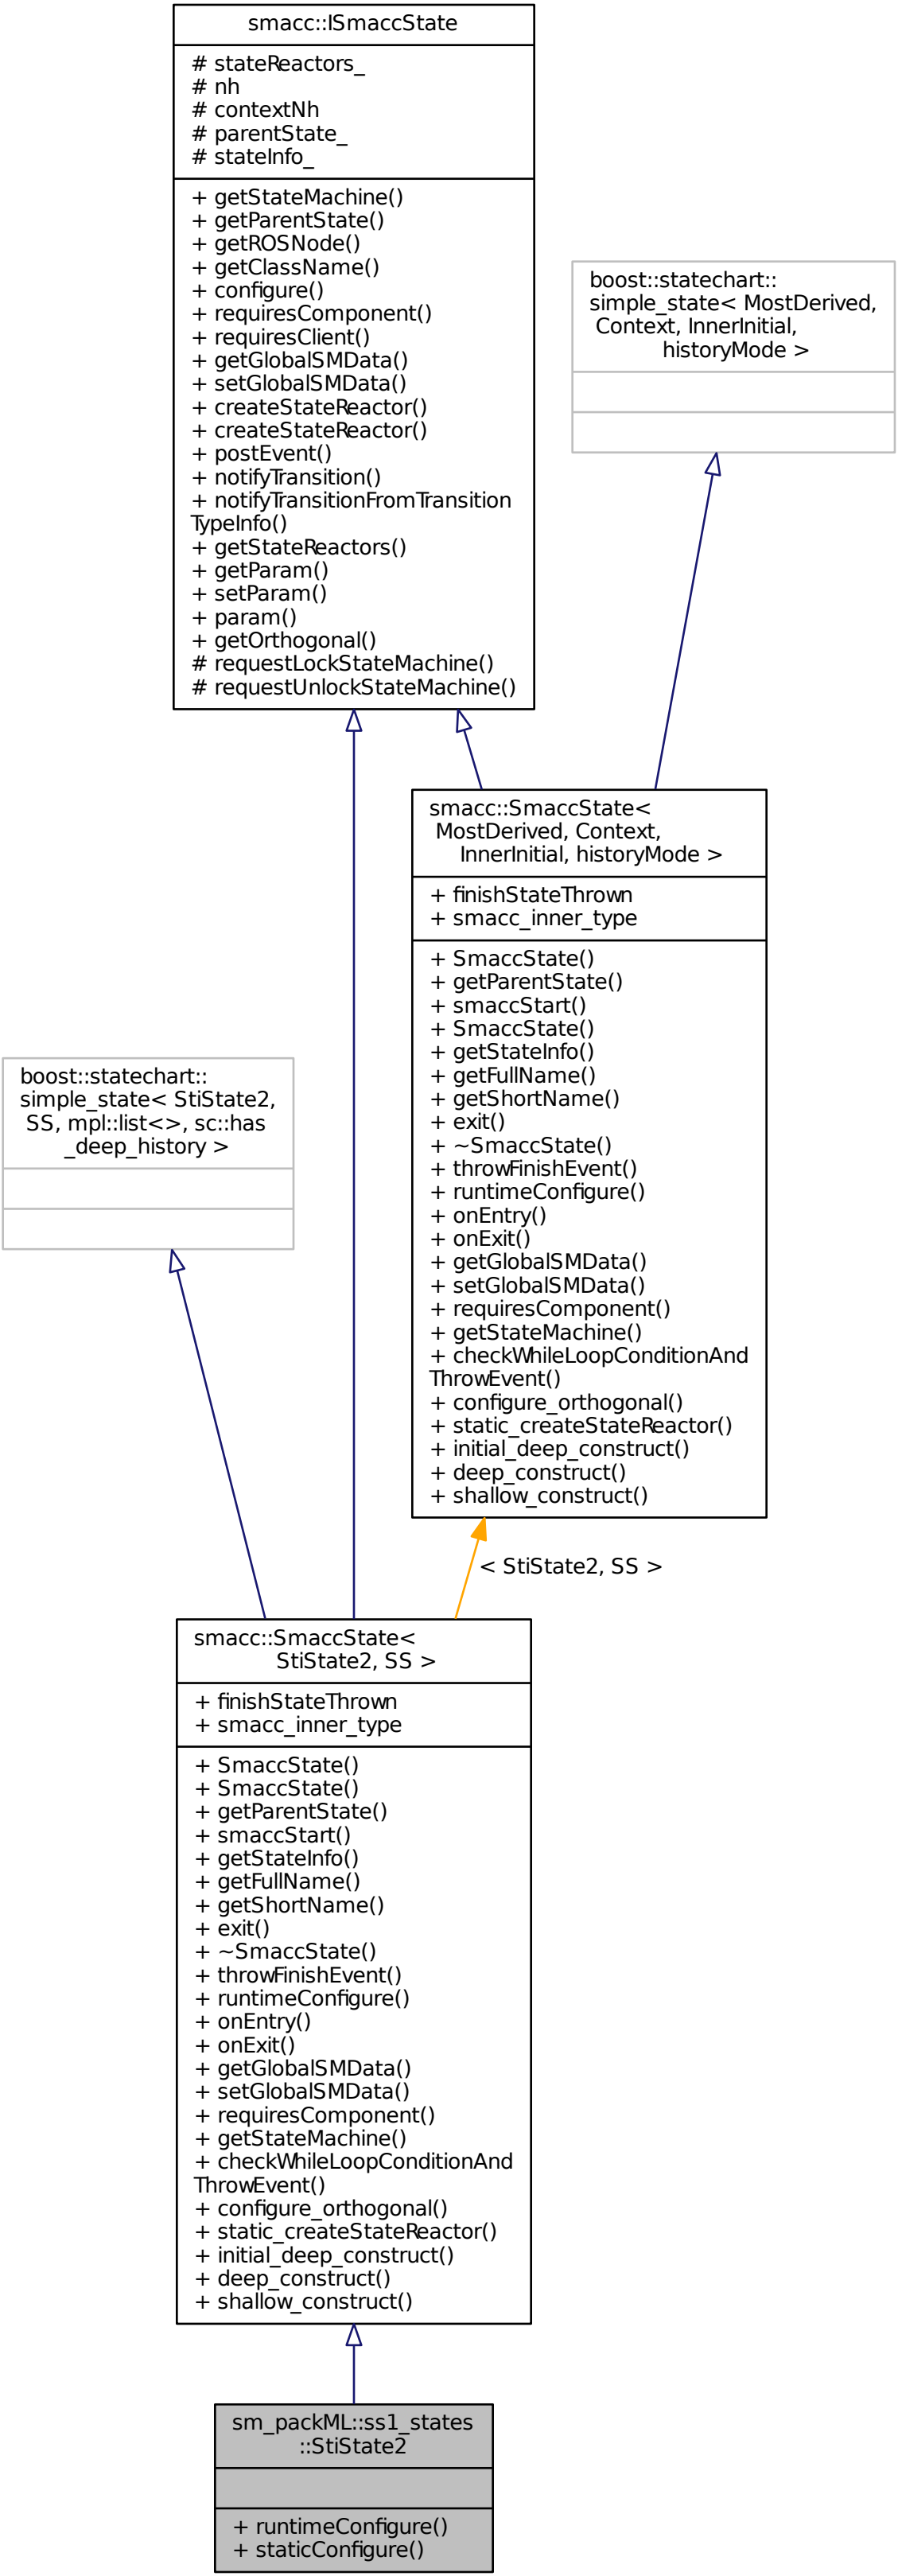 smacc::ISmaccState
# stateReactors_
# nh
# contextNh
# parentState_
# stateInfo_
+ getStateMachine()
+ getParentState()
+ getROSNode()
+ getClassName()
+ configure()
+ requiresComponent()
+ requiresClient()
+ getGlobalSMData()
+ setGlobalSMData()
+ createStateReactor()
+ createStateReactor()
+ postEvent()
+ notifyTransition()
+ notifyTransitionFromTransition
TypeInfo()
+ getStateReactors()
+ getParam()
+ setParam()
+ param()
+ getOrthogonal()
# requestLockStateMachine()
# requestUnlockStateMachine()
boost::statechart::
simple_state< MostDerived,
Context, InnerInitial,
historyMode >
smacc::SmaccState<
MostDerived, Context,
InnerInitial, historyMode >
+ finishStateThrown
+ smacc_inner_type
+ SmaccState()
+ getParentState()
+ smaccStart()
+ SmaccState()
+ getStateInfo()
+ getFullName()
+ getShortName()
+ exit()
+ ~SmaccState()
+ throwFinishEvent()
+ runtimeConfigure()
+ onEntry()
+ onExit()
+ getGlobalSMData()
+ setGlobalSMData()
+ requiresComponent()
+ getStateMachine()
+ checkWhileLoopConditionAnd
ThrowEvent()
+ configure_orthogonal()
+ static_createStateReactor()
+ initial_deep_construct()
+ deep_construct()
+ shallow_construct()
boost::statechart::
simple_state< StiState2,
SS, mpl::list<>, sc::has
_deep_history >
< StiState2, SS >
smacc::SmaccState<
StiState2, SS >
+ finishStateThrown
+ smacc_inner_type
+ SmaccState()
+ SmaccState()
+ getParentState()
+ smaccStart()
+ getStateInfo()
+ getFullName()
+ getShortName()
+ exit()
+ ~SmaccState()
+ throwFinishEvent()
+ runtimeConfigure()
+ onEntry()
+ onExit()
+ getGlobalSMData()
+ setGlobalSMData()
+ requiresComponent()
+ getStateMachine()
+ checkWhileLoopConditionAnd
ThrowEvent()
+ configure_orthogonal()
+ static_createStateReactor()
+ initial_deep_construct()
+ deep_construct()
+ shallow_construct()
sm_packML::ss1_states
::StiState2
+ runtimeConfigure()
+ staticConfigure()